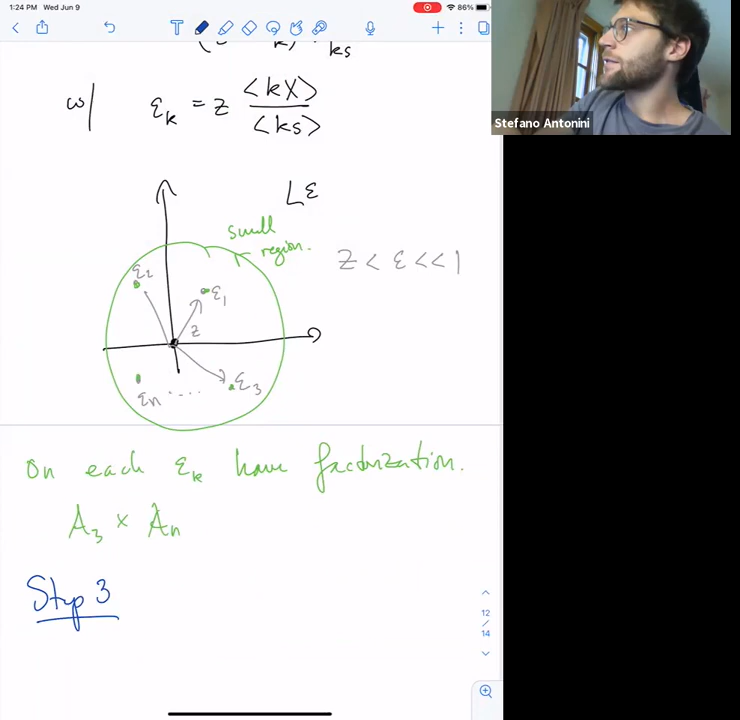 1:24 PM Wed Jun 9
86%
ks
w/ ε_k = z <kX> / <ks>
Lε
small region.
z < ε << 1
ε_2
ε_1
z
ε_3
ε_n ....
On each ε_k have factorization.
A_3 × A_n
Step 3
12 / 14
Stefano Antonini